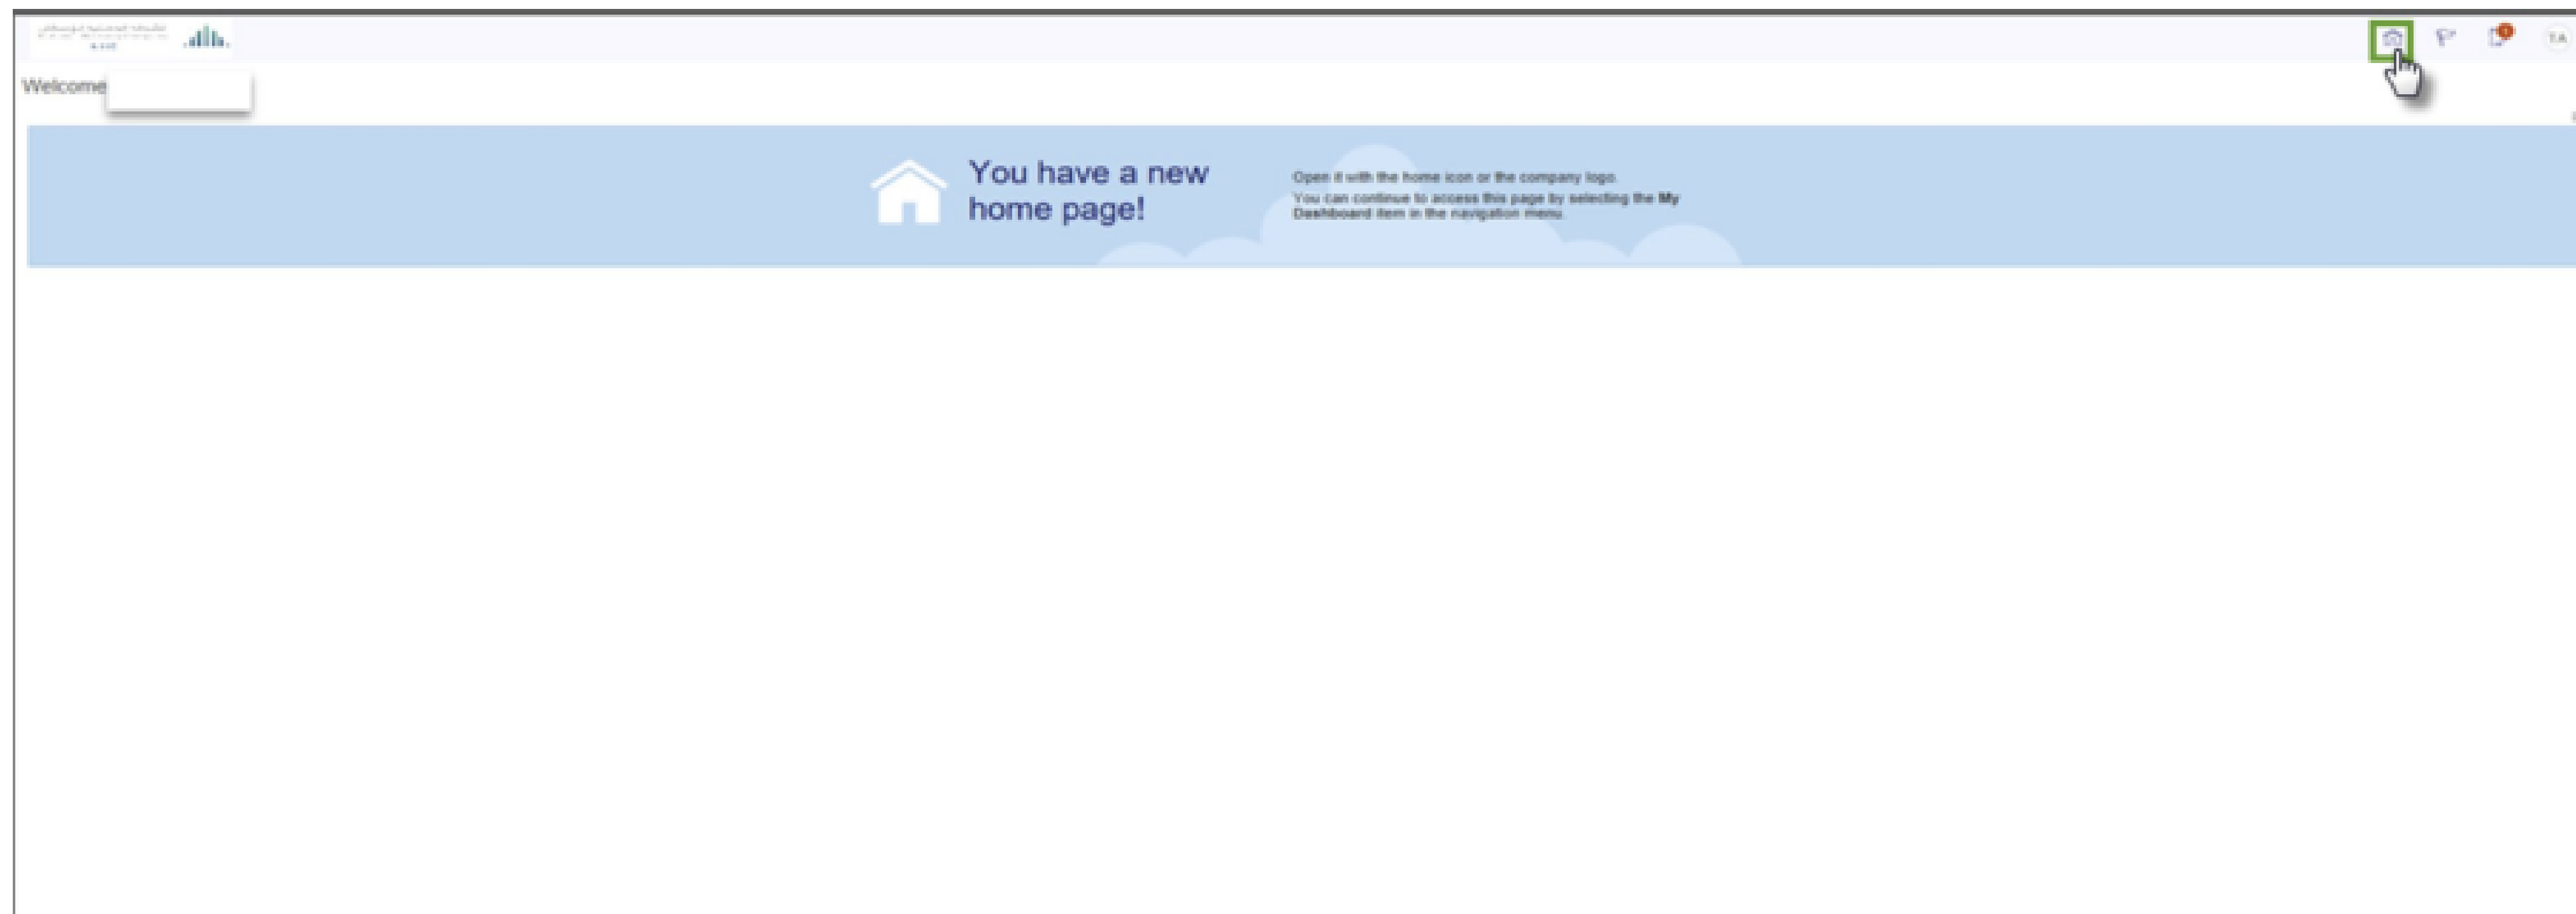 TA
Welcome
You have a new
home page!
Open it with the home icon or the company logo.
You can continue to access this page by selecting the My
Dashboard item in the navigation menu.